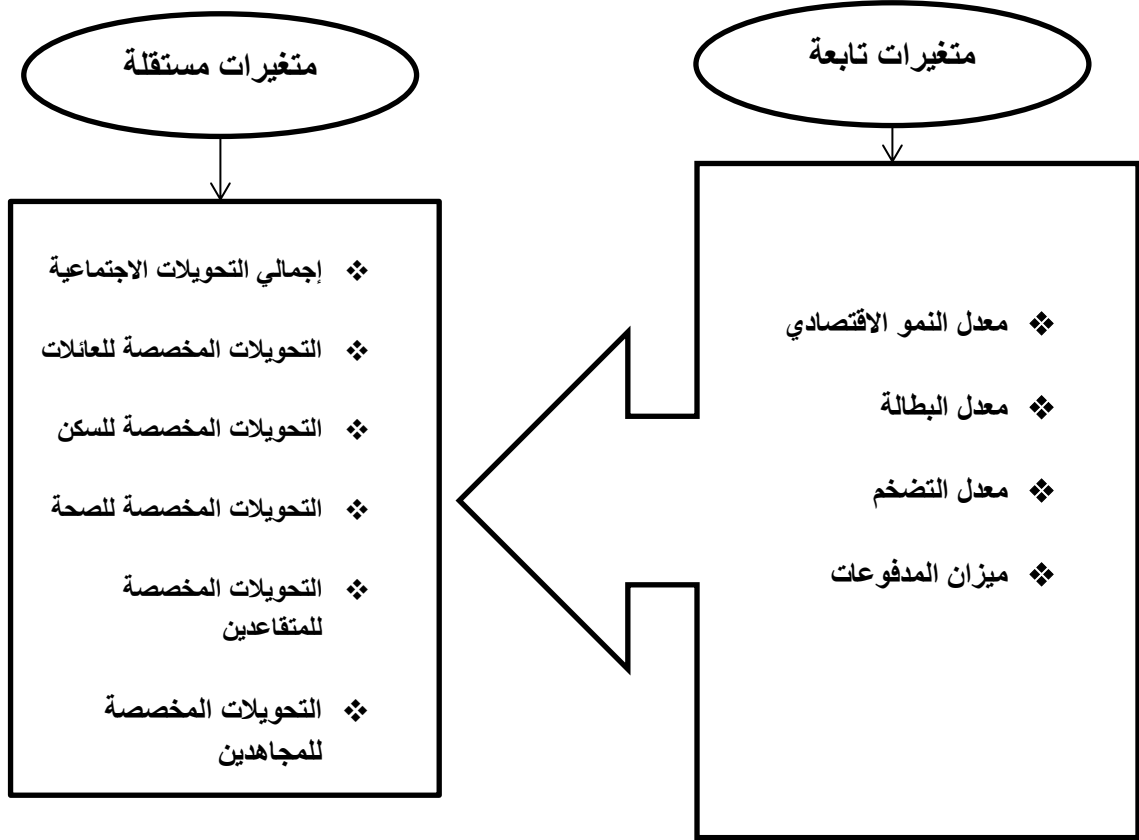 متغيرات تابعة
❖ معدل النمو الاقتصادي
❖ معدل البطالة
❖ معدل التضخم
❖ ميزان المدفوعات
متغيرات مستقلة
❖ إجمالي التحويلات الاجتماعية
❖ التحويلات المخصصة للعائلات
❖ التحويلات المخصصة للسكن
❖ التحويلات المخصصة للصحة
❖ التحويلات المخصصة
للمتقاعدين
❖ التحويلات المخصصة
للمجاهدين